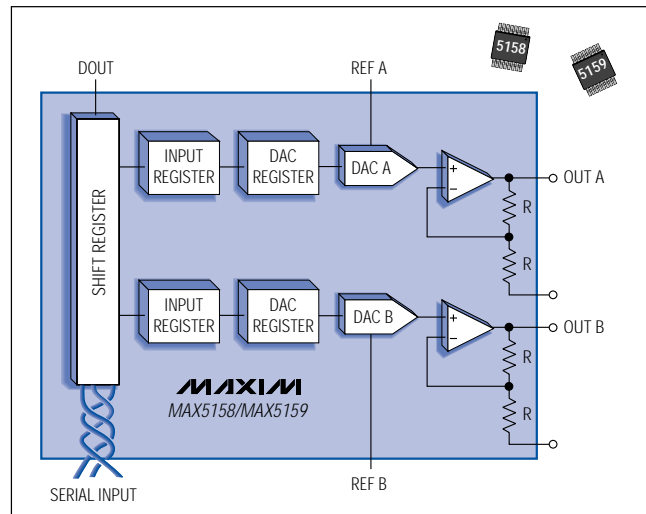 5158
5159
DOUT
REF A
SHIFT REGISTER
INPUT
REGISTER
DAC
REGISTER
DAC A
+
−
OUT A
R
R
INPUT
REGISTER
DAC
REGISTER
DAC B
+
−
OUT B
R
R
MAXIM
MAX5158/MAX5159
SERIAL INPUT
REF B